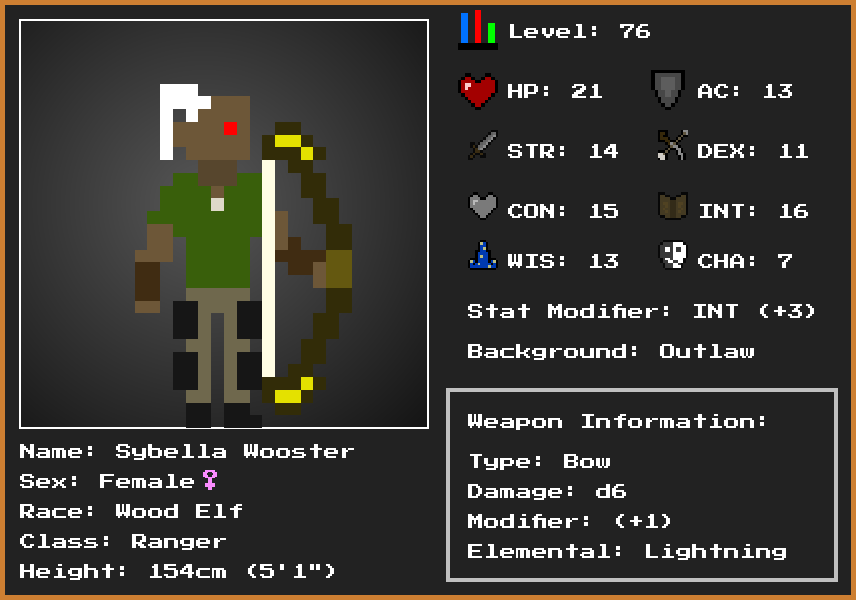 Level: 76
HP: 21
AC: 13
STR: 14
DEX: 11
CON: 15
INT: 16
WIS: 13
CHA: 7
Stat Modifier: INT (+3)
Background: Outlaw
Weapon Information:
Type: Bow
Damage: d6
Modifier: (+1)
Elemental: Lightning
Name: Sybella Wooster
Sex: Female♀
Race: Wood Elf
Class: Ranger
Height: 154cm (5'1")